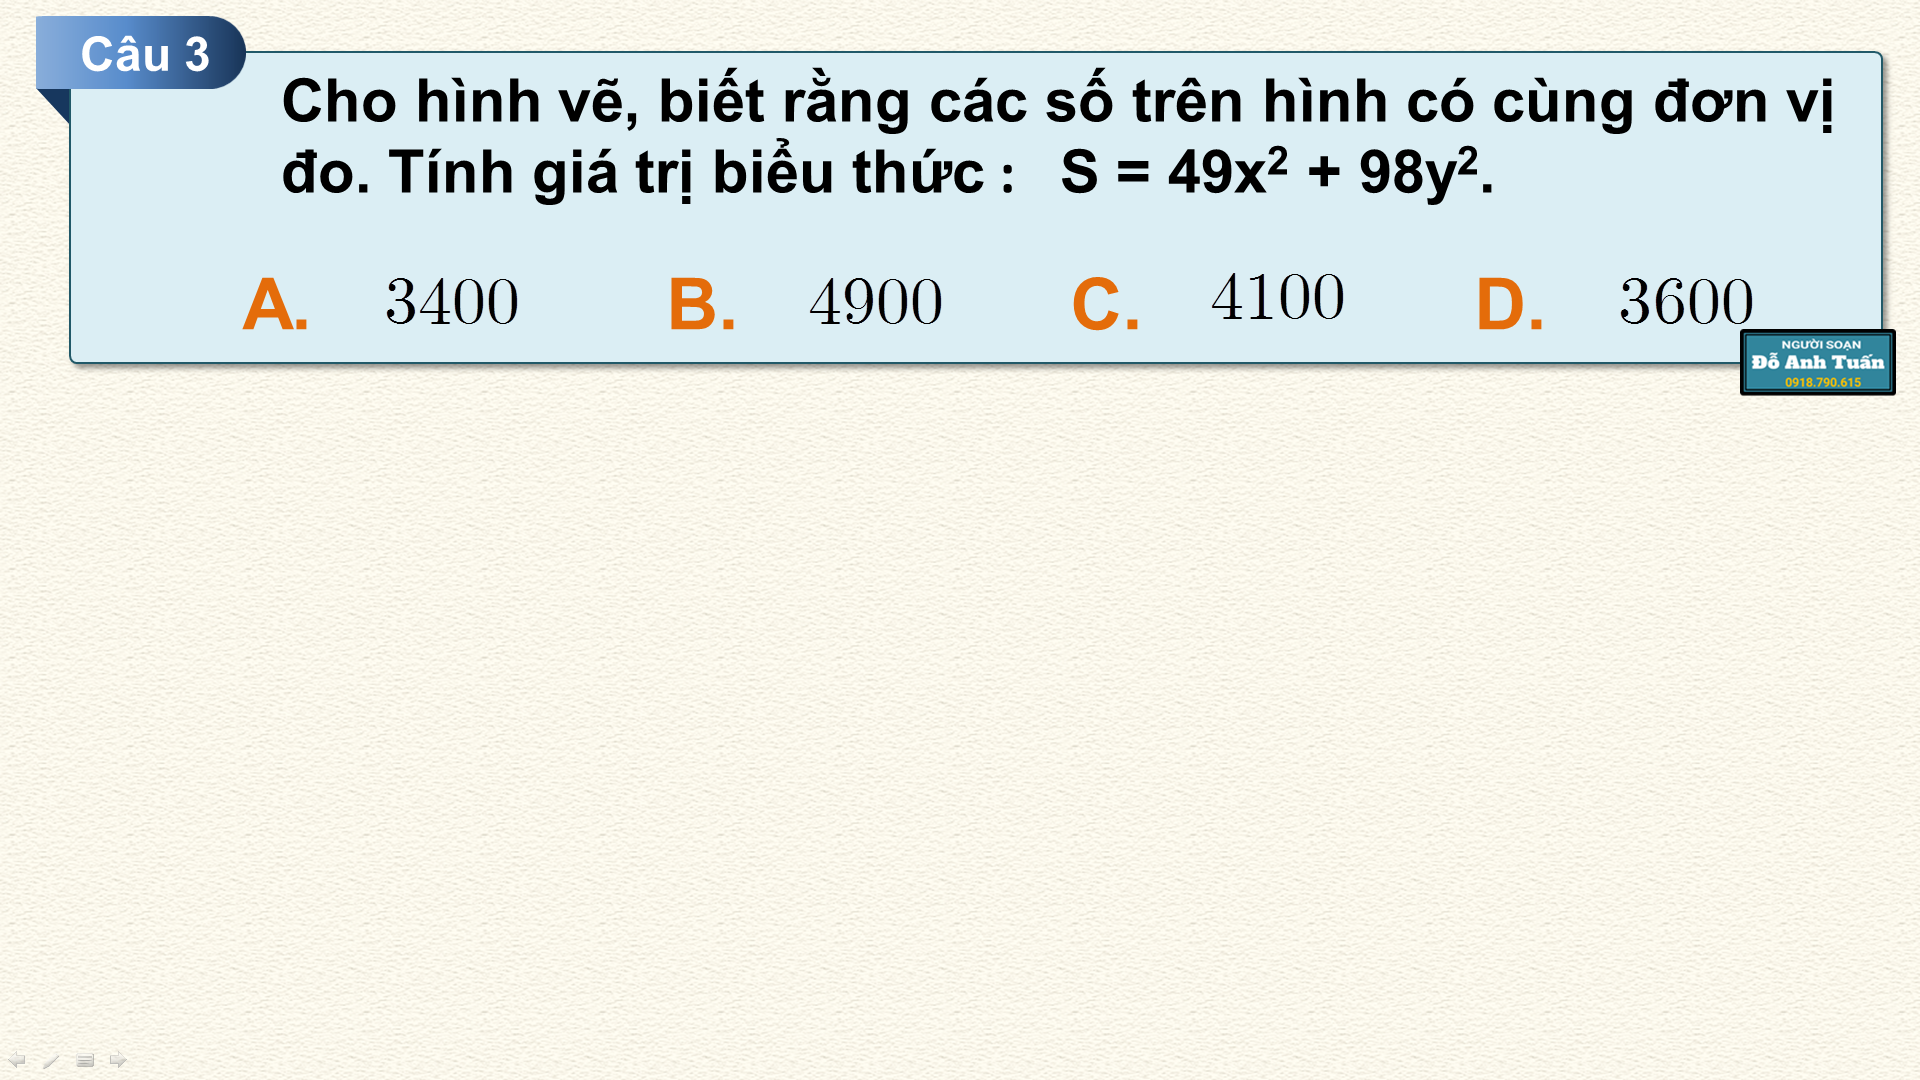 Câu 3
Cho hình vẽ, biết rằng các số trên hình có cùng đơn vị
đo. Tính giá trị biểu thức : S = 49x² + 98y².
A. 3400 B. 4900 C. 4100 D. 3600
NGƯỜI SOẠN
Đỗ Anh Tuấn
0918.790.615